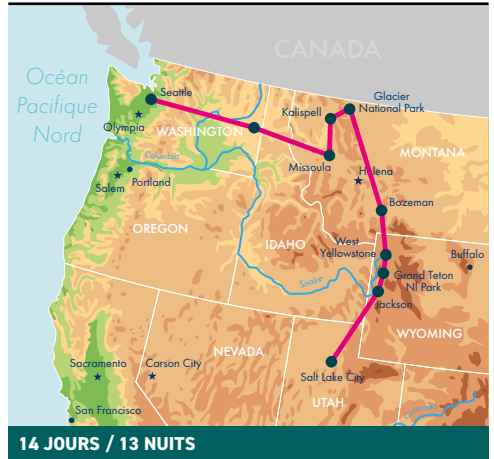 CANADA
Océan
Pacifique
Nord
Seattle
Glacier
National Park
Kalispell
Olympia
WASHINGTON
MONTANA
Columbia
Missoula
Helena
Salem
Portland
Bozeman
OREGON
IDAHO
West
Yellowstone
Buffalo
Snake
Grand Teton
Nl Park
Jackson
WYOMING
NEVADA
Sacramento
Carson City
Salt Lake City
UTAH
San Francisco
Colorado
14 JOURS / 13 NUITS